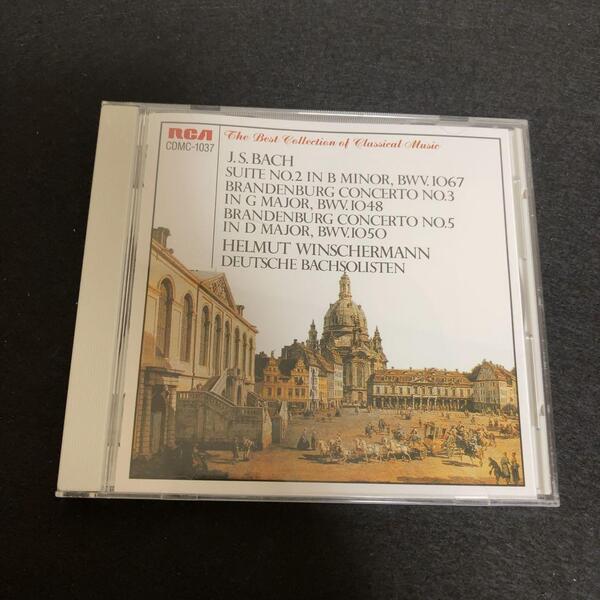 RCA The Best Collection of Classical Music
CDMC-1037
J.S. BACH
SUITE NO.2 IN B MINOR, BWV.1067
BRANDENBURG CONCERTO NO.3
IN G MAJOR, BWV.1048
BRANDENBURG CONCERTO NO.5
IN D MAJOR, BWV.1050
HELMUT WINSCHERMANN
DEUTSCHE BACHSOLISTEN